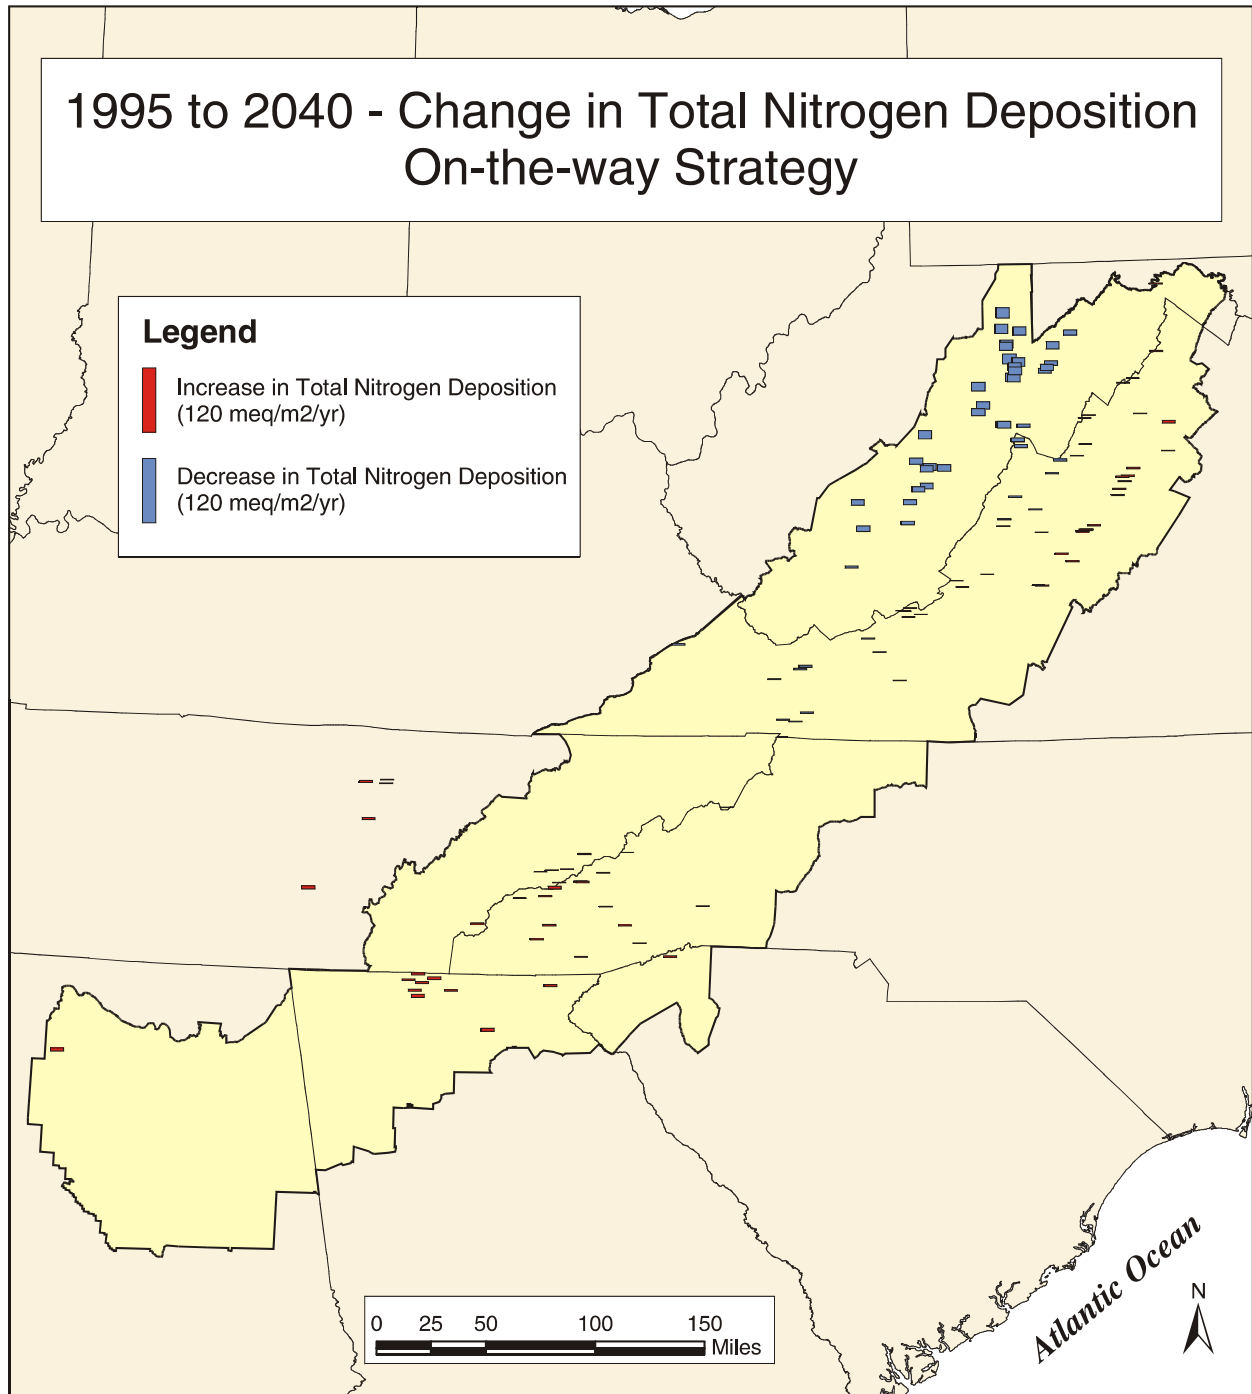 1995 to 2040 - Change in Total Nitrogen Deposition
On-the-way Strategy
Legend
Increase in Total Nitrogen Deposition
(120 meq/m2/yr)
Decrease in Total Nitrogen Deposition
(120 meq/m2/yr)
Atlantic Ocean
N
0 25 50 100 150
Miles